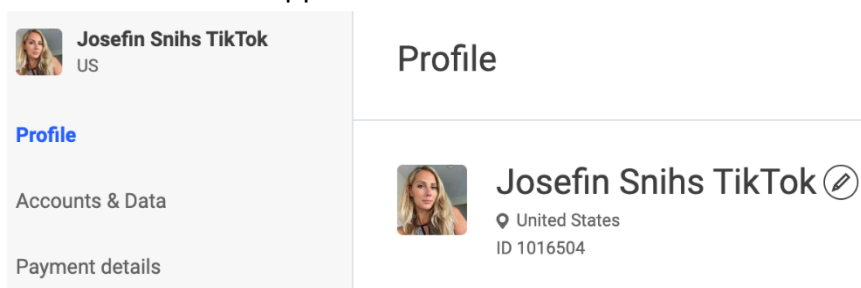 Josefin Snihs TikTok
US
Profile
Accounts & Data
Payment details
Profile
Josefin Snihs TikTok
United States
ID 1016504